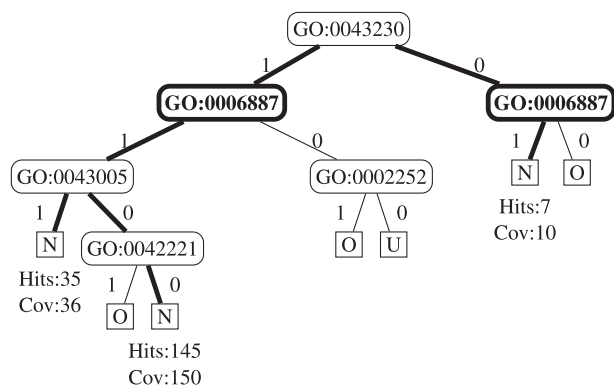 GO:0043230
1 0
GO:0006887 GO:0006887
1 0 1 0
GO:0043005 GO:0002252 N O
1 0 1 0 Hits:7
N GO:0042221 O U Cov:10
Hits:35 1 0
Cov:36 O N
Hits:145
Cov:150